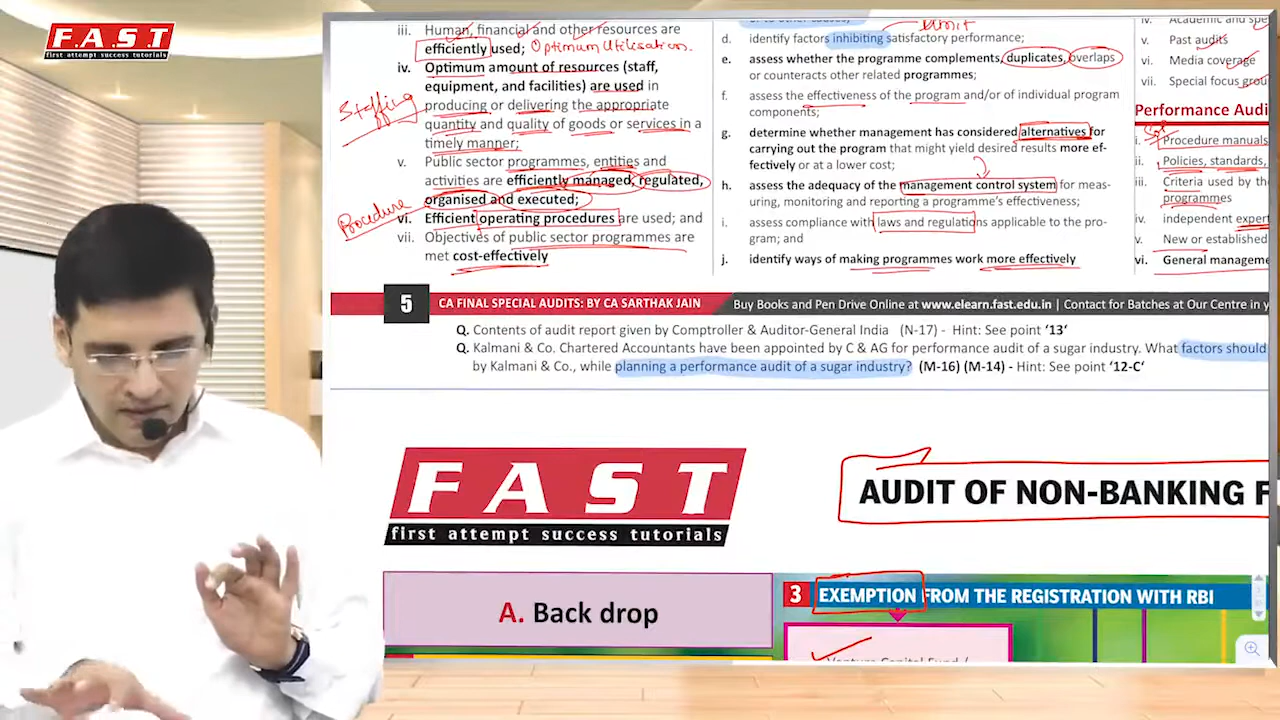 F.A.S.T
first attempt success tutorials
iii. Human, financial and other resources are
efficiently used; Optimum Utilisation.
iv. Optimum amount of resources (staff,
equipment, and facilities) are used in
Staffing
producing or delivering the appropriate
quantity and quality of goods or services in a
timely manner;
v. Public sector programmes, entities and
activities are efficiently managed, regulated,
organised and executed;
Procedure
vi. Efficient operating procedures are used; and
vii. Objectives of public sector programmes are
met cost-effectively
d. identify factors inhibiting satisfactory performance;
e. assess whether the programme complements, duplicates, overlaps
or counteracts other related programmes;
f. assess the effectiveness of the program and/or of individual program
components;
g. determine whether management has considered alternatives for
carrying out the program that might yield desired results more ef-
fectively or at a lower cost;
h. assess the adequacy of the management control system for meas-
uring, monitoring and reporting a programme's effectiveness;
i. assess compliance with laws and regulations applicable to the pro-
gram; and
j. identify ways of making programmes work more effectively
iv. Academic and
v. Past audits
vi. Media coverage
vii. Special focus
Performance
i. Procedure manuals,
ii. Policies, standards,
iii. Criteria used by the
programmes
iv. independent expert
v. New or established
vi. General
5 CA FINAL SPECIAL AUDITS: BY CA SARTHAK JAIN Buy Books and Pen Drive Online at www.elearn.fast.edu.in | Contact for Batches at Our Centre in
Q. Contents of audit report given by Comptroller & Auditor-General India (N-17) - Hint: See point '13'
Q. Kalmani & Co. Chartered Accountants have been appointed by C & AG for performance audit of a sugar industry. What factors should
by Kalmani & Co., while planning a performance audit of a sugar industry? (M-16) (M-14) - Hint: See point '12-C'
FAST
first attempt success tutorials
AUDIT OF NON-BANKING
A. Back drop
3 EXEMPTION FROM THE REGISTRATION WITH RBI
Venture Capital Fund /